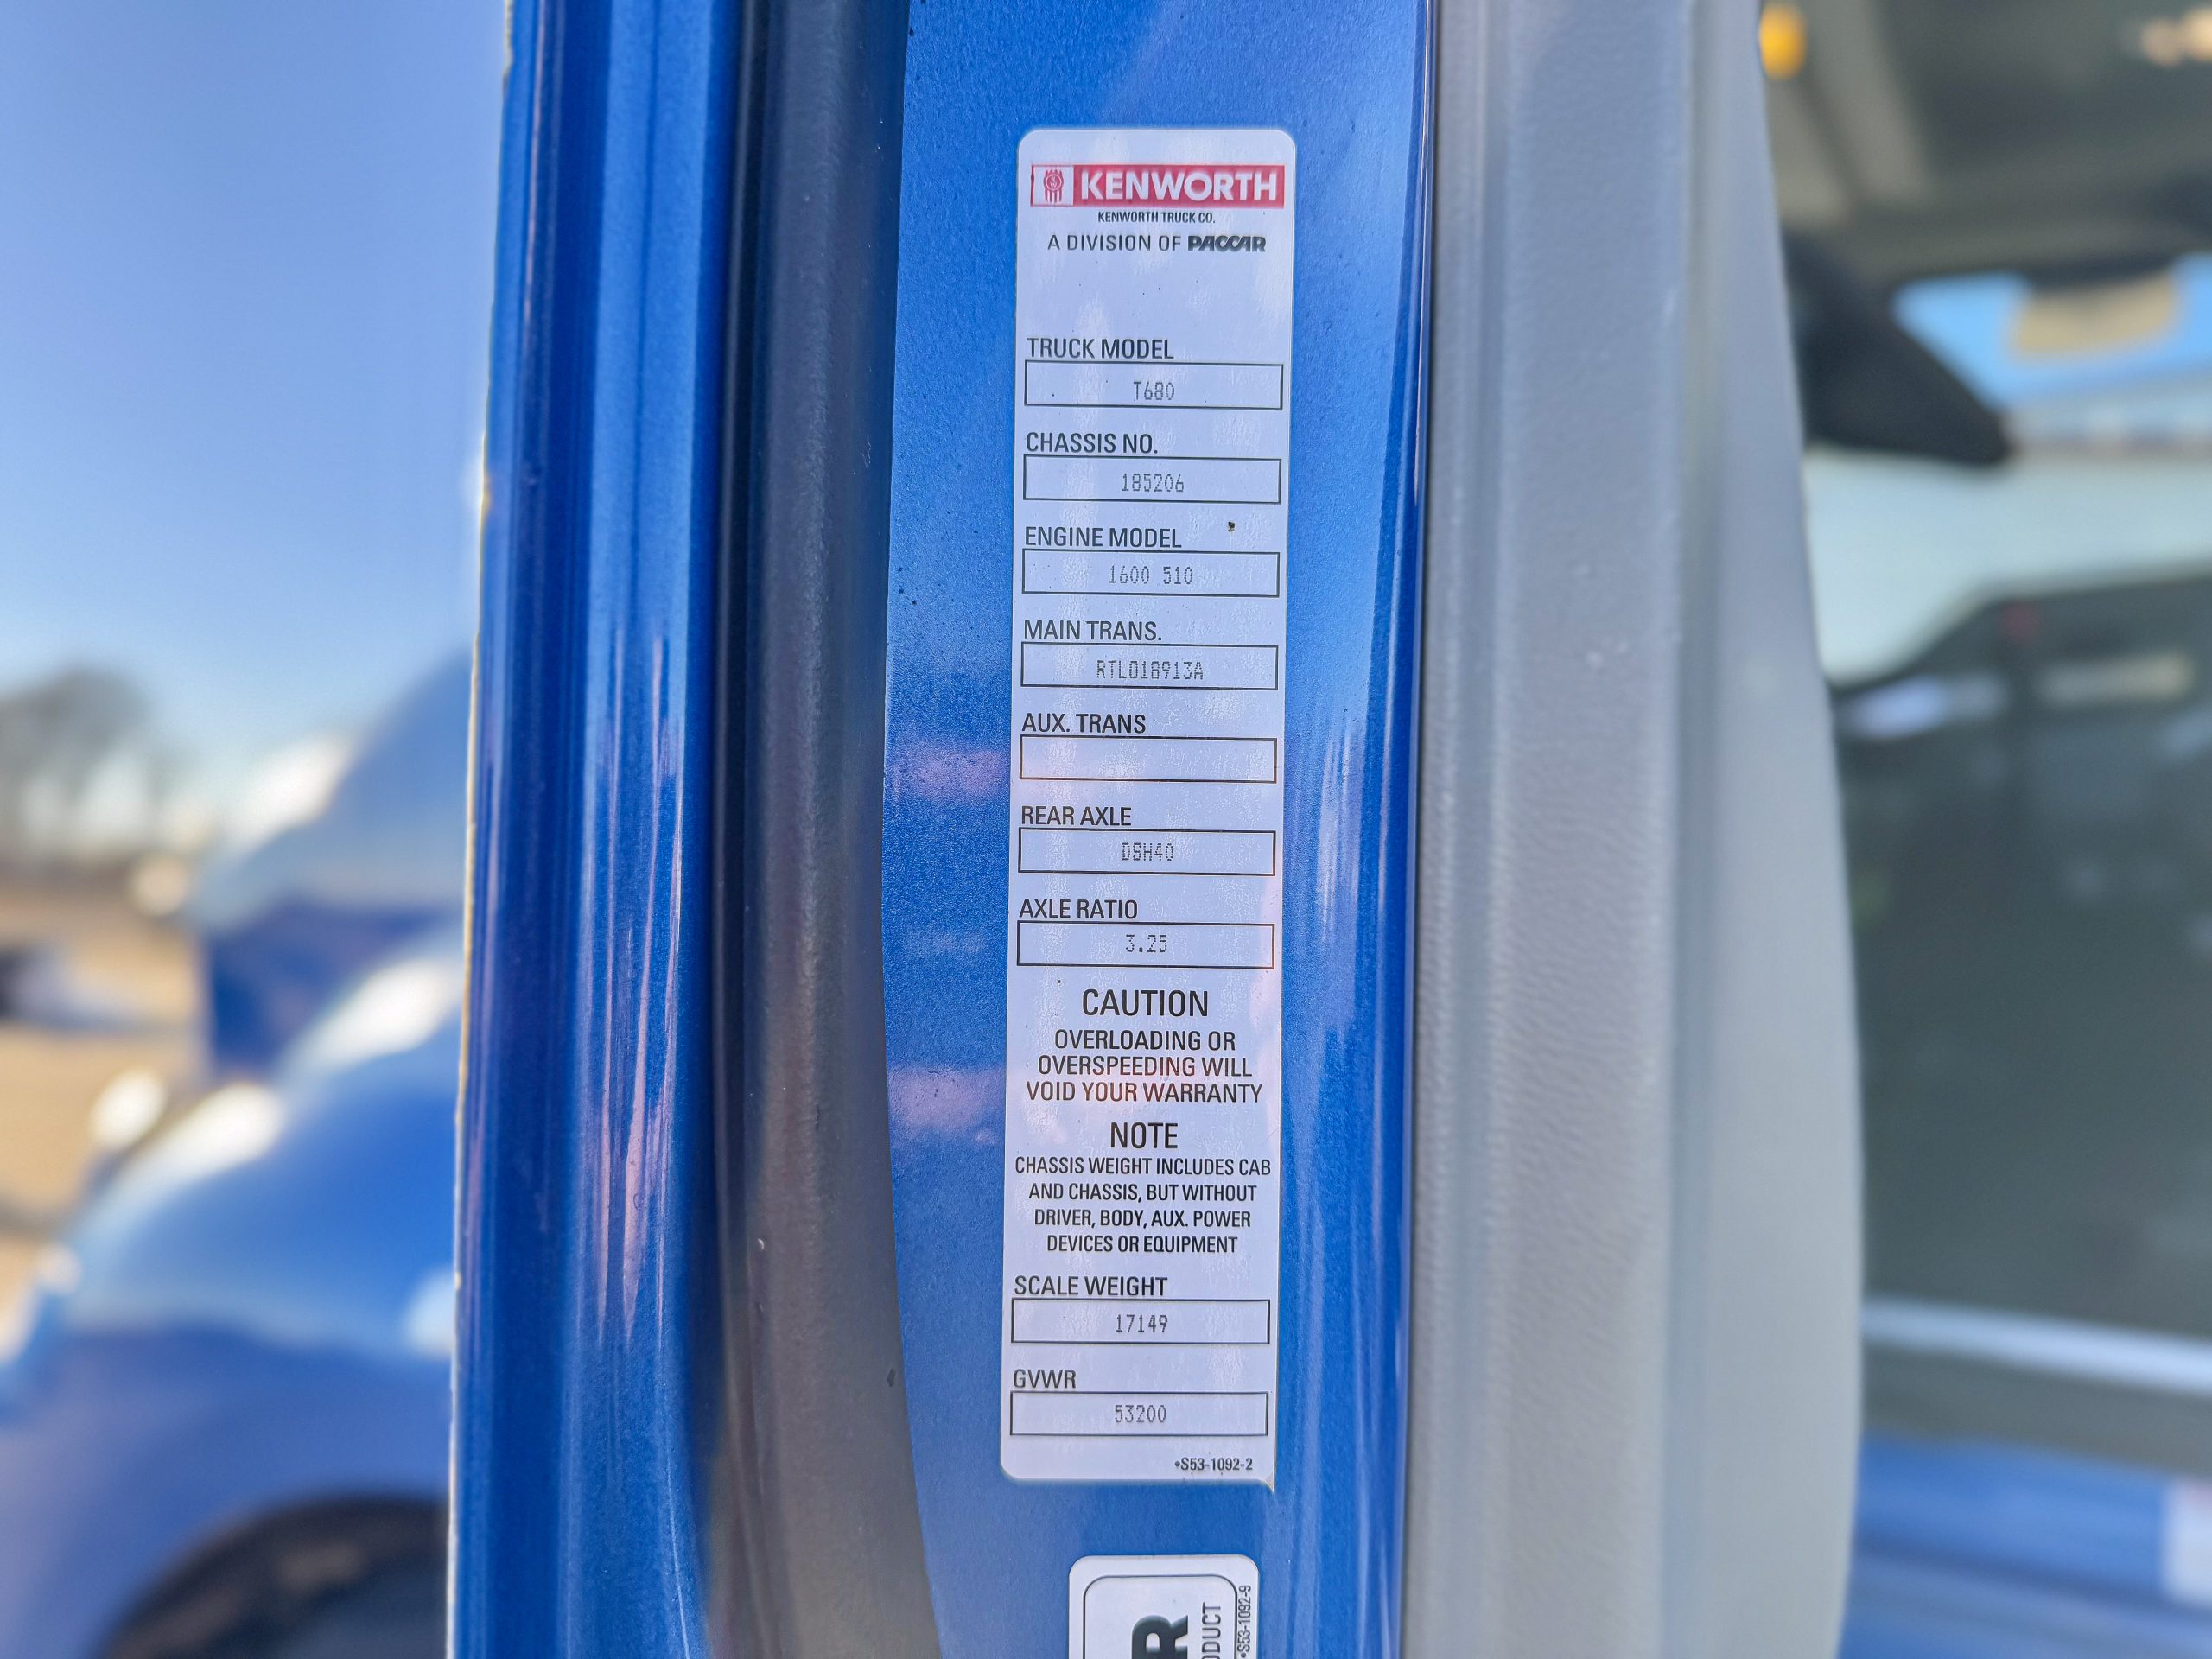 KENWORTH
KENWORTH TRUCK CO.
A DIVISION OF PACCAR
TRUCK MODEL
T680
CHASSIS NO.
185206
ENGINE MODEL
1600 510
MAIN TRANS.
RTLO18913A
AUX. TRANS
REAR AXLE
DSH40
AXLE RATIO
3.25
CAUTION
OVERLOADING OR
OVERSPEEDING WILL
VOID YOUR WARRANTY
NOTE
CHASSIS WEIGHT INCLUDES CAB
AND CHASSIS, BUT WITHOUT
DRIVER, BODY, AUX. POWER
DEVICES OR EQUIPMENT
SCALE WEIGHT
17149
GVWR
53200
•S53-1092-2
R
ODUCT
•S53-1092-9